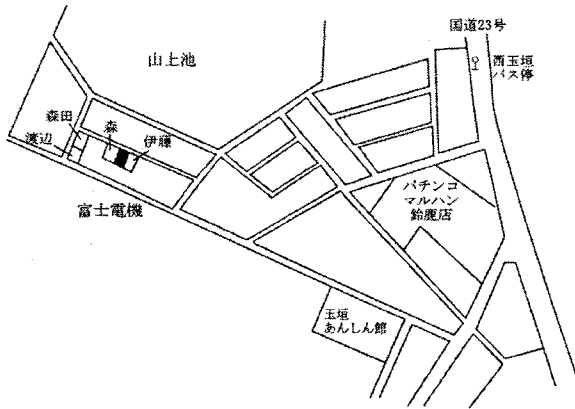 国道23号
西玉垣
バス停
山上池
森田
森
伊藤
渡辺
富士電機
パチンコ
マルハン
鈴鹿店
玉垣
あんしん館